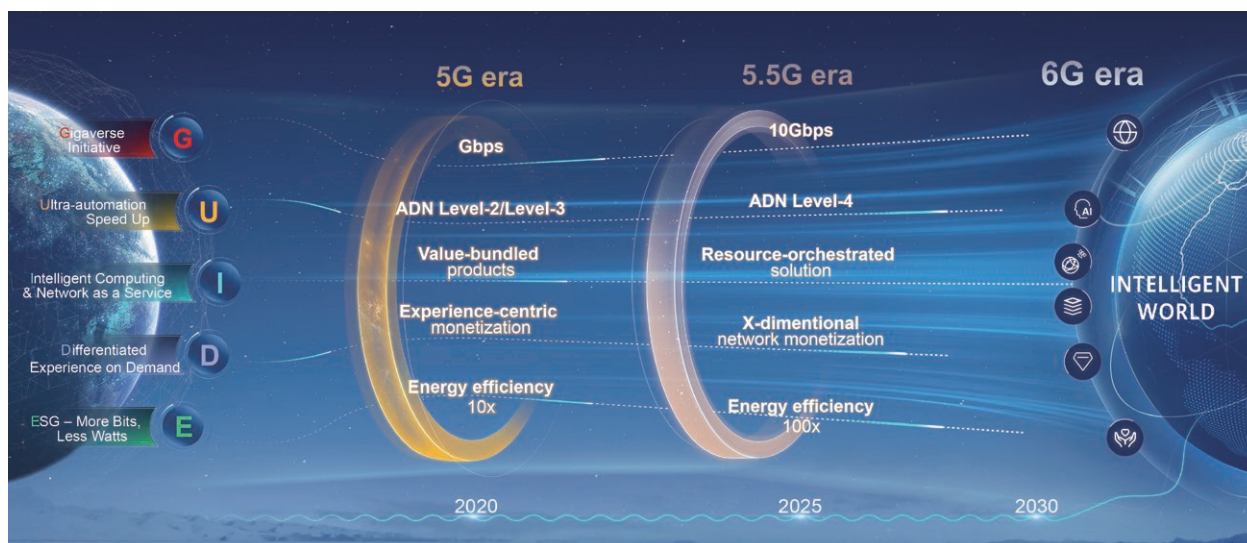 5G era
5.5G era
6G era
Gigaverse
Initiative
G
Gbps
10Gbps
Ultra-automation
Speed Up
U
ADN Level-2/Level-3
ADN Level-4
AI
Intelligent Computing
& Network as a Service
I
Value-bundled
products
Resource-orchestrated
solution
INTELLIGENT
WORLD
Differentiated
Experience on Demand
D
Experience-centric
monetization
X-dimentional
network monetization
ESG – More Bits,
Less Watts
E
Energy efficiency
10x
Energy efficiency
100x
2020
2025
2030